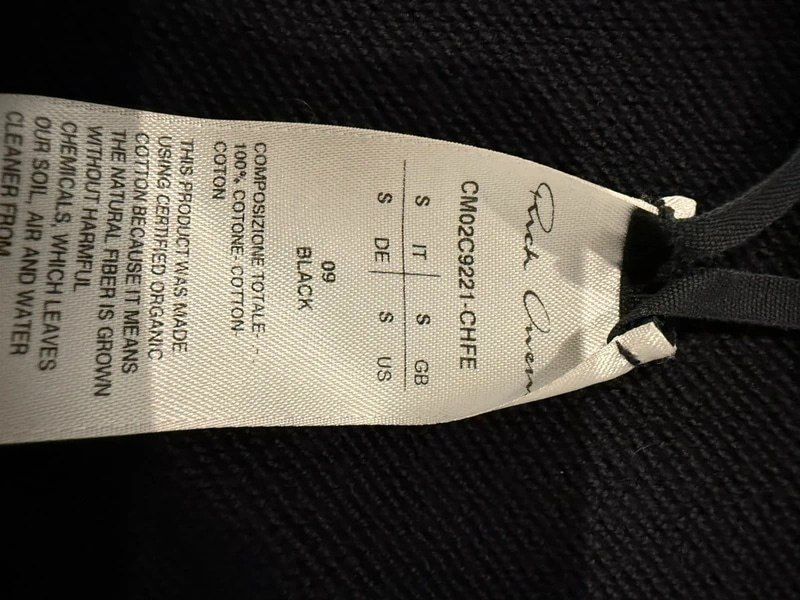 Rick Owens
CM02C9221-CHFE
S IT S GB
S DE S US
09
BLACK
COMPOSIZIONE TOTALE- -
100% COTONE- COTTON-
COTON
THIS PRODUCT WAS MADE
USING CERTIFIED ORGANIC
COTTON BECAUSE IT MEANS
THE NATURAL FIBER IS GROWN
WITHOUT HARMFUL
CHEMICALS, WHICH LEAVES
OUR SOIL, AIR AND WATER
CLEANER FROM